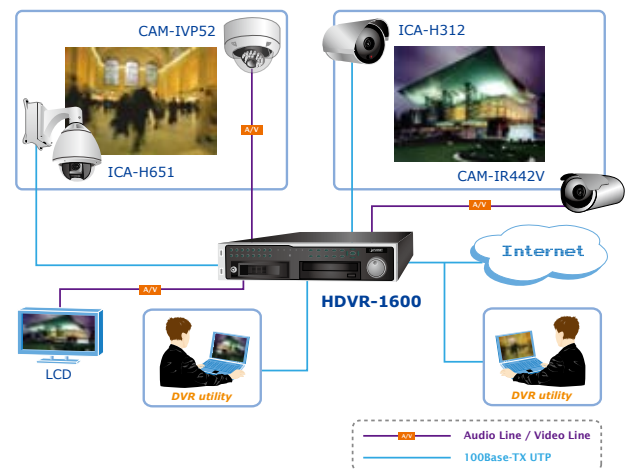 CAM-IVP52
ICA-H312
A/V
ICA-H651
CAM-IR442V
A/V
Internet
HDVR-1600
A/V
LCD
DVR utility
DVR utility
A/V
Audio Line / Video Line
100Base-TX UTP